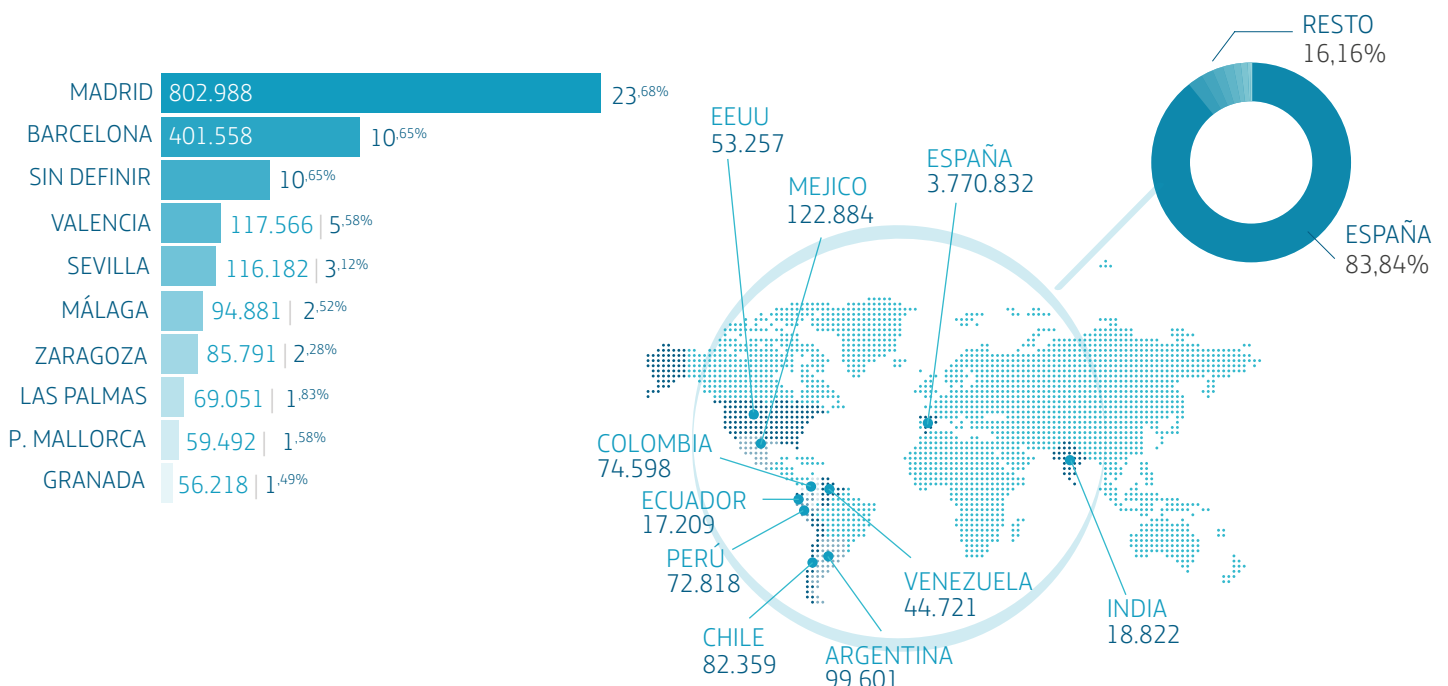 MADRID 802.988 23,68%
BARCELONA 401.558 10,65%
SIN DEFINIR 10,65%
VALENCIA 117.566 | 5,58%
SEVILLA 116.182 | 3,12%
MÁLAGA 94.881 | 2,52%
ZARAGOZA 85.791 | 2,28%
LAS PALMAS 69.051 | 1,83%
P. MALLORCA 59.492 | 1,58%
GRANADA 56.218 | 1,49%
EEUU
53.257
MEJICO
122.884
ESPAÑA
3.770.832
COLOMBIA
74.598
ECUADOR
17.209
PERÚ
72.818
CHILE
82.359
ARGENTINA
99.601
VENEZUELA
44.721
INDIA
18.822
RESTO
16,16%
ESPAÑA
83,84%